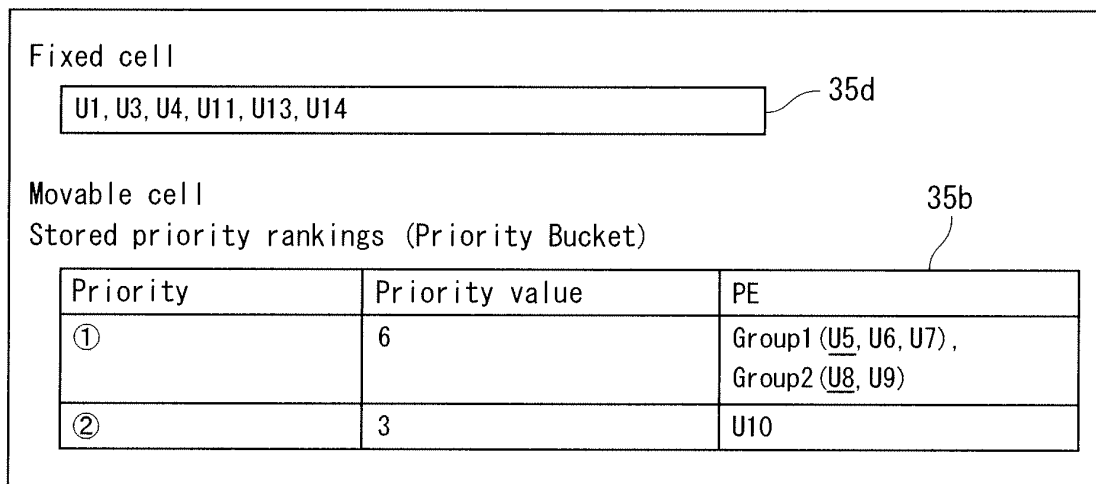 Fixed cell
U1, U3, U4, U11, U13, U14
35d
Movable cell
35b
Stored priority rankings (Priority Bucket)
Priority Priority value PE
① 6 Group1(U5, U6, U7),
Group2(U8, U9)
② 3 U10